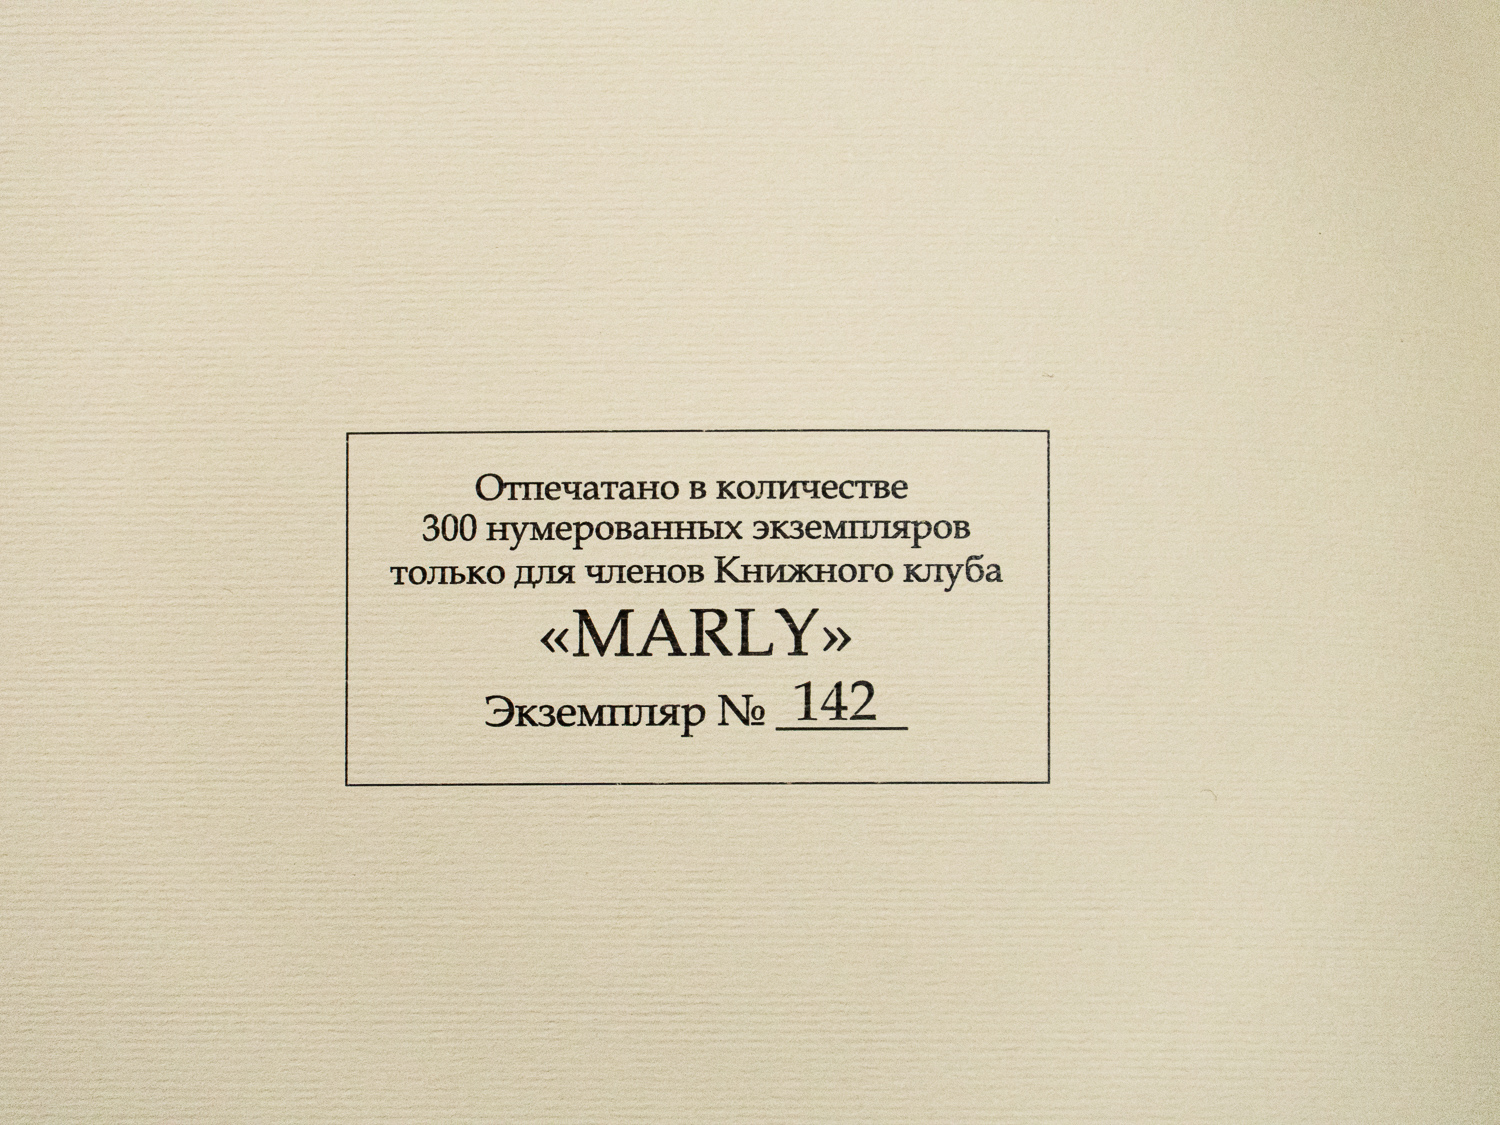 Отпечатано в количестве
300 нумерованных экземпляров
только для членов Книжного клуба
«MARLY»
Экземпляр № 142